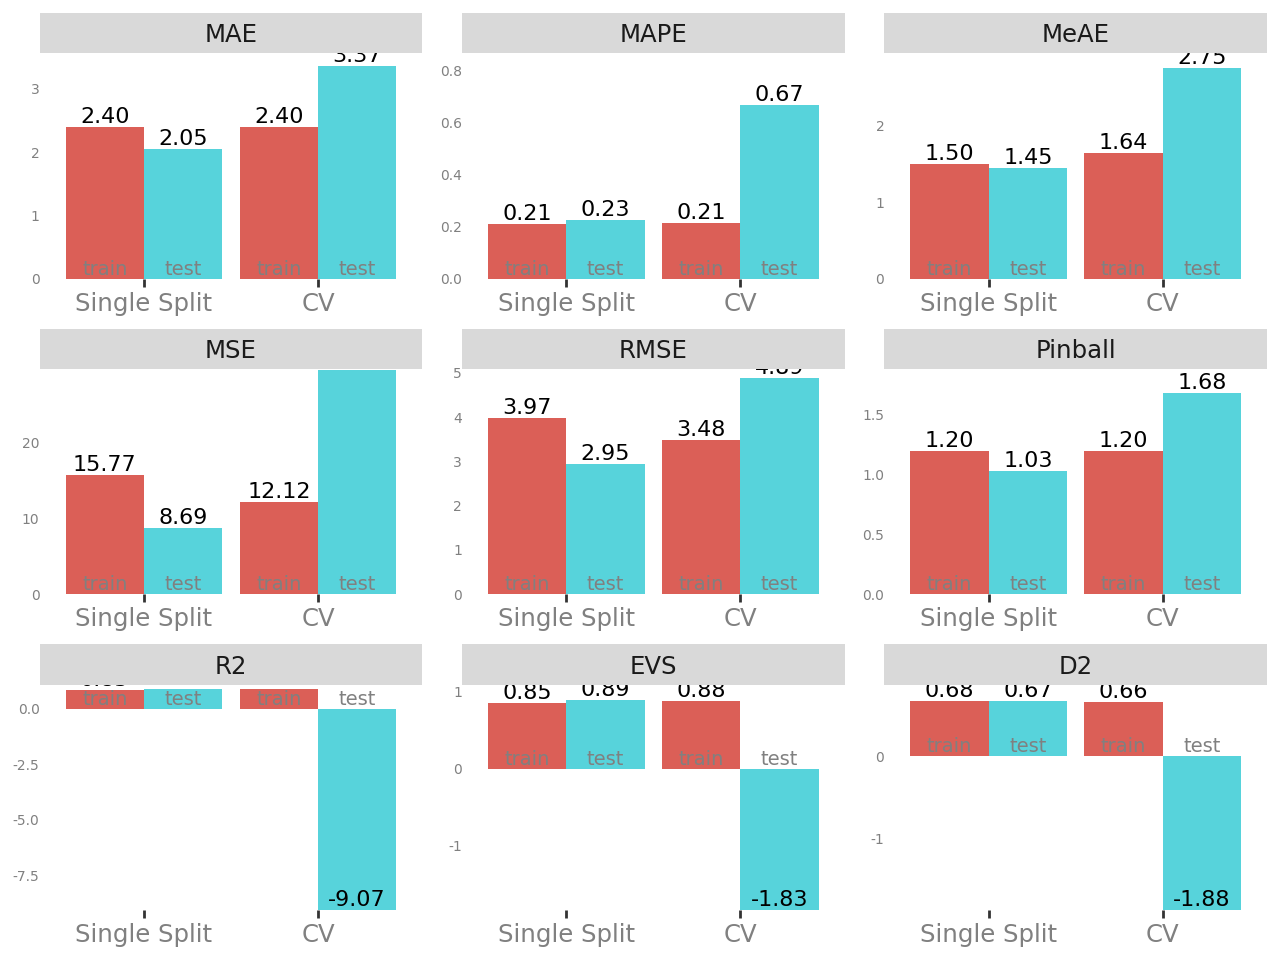 MAE
MAPE
MeAE
3.37
2.75
3
2.40
2.40
2.05
2
1
0
train
test
train
test
Single Split
CV
0.8
0.67
0.6
0.4
0.21
0.23
0.21
0.2
0.0
train
test
train
test
Single Split
CV
2
1.50
1.45
1.64
1
0
train
test
train
test
Single Split
CV
MSE
RMSE
Pinball
20
15.77
12.12
10
8.69
0
train
test
train
test
Single Split
CV
5
4.89
3.97
4
3.48
3
2.95
2
1
0
train
test
train
test
Single Split
CV
1.68
1.5
1.20
1.20
1.03
1.0
0.5
0.0
train
test
train
test
Single Split
CV
R2
EVS
D2
train
test
train
test
0.0
-2.5
-5.0
-7.5
-9.07
Single Split
CV
1
0.85
0.89
0.88
train
test
train
test
0
-1
-1.83
Single Split
CV
0.68
0.67
0.66
train
test
train
test
0
-1
-1.88
Single Split
CV